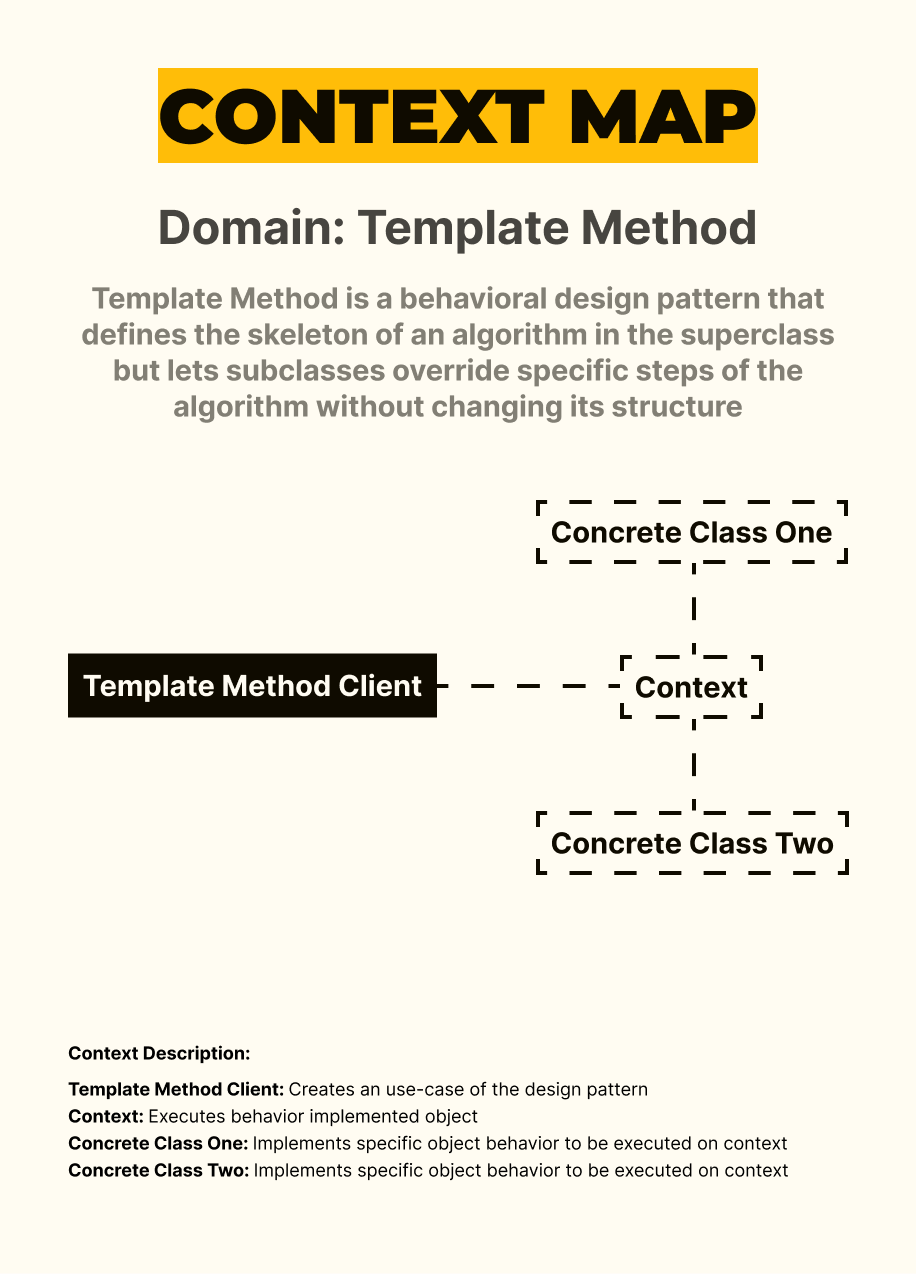 CONTEXT MAP
Domain: Template Method
Template Method is a behavioral design pattern that
defines the skeleton of an algorithm in the superclass
but lets subclasses override specific steps of the
algorithm without changing its structure
Concrete Class One
Template Method Client
Context
Concrete Class Two
Context Description:
Template Method Client: Creates an use-case of the design pattern
Context: Executes behavior implemented object
Concrete Class One: Implements specific object behavior to be executed on context
Concrete Class Two: Implements specific object behavior to be executed on context